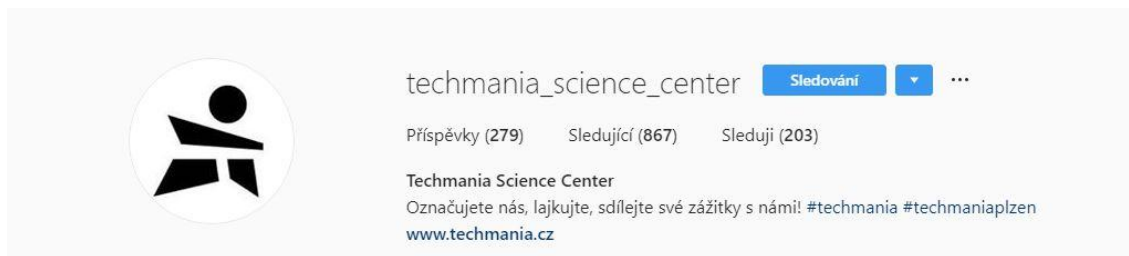 techmania_science_center Sledování ...
Příspěvky (279) Sledující (867) Sleduji (203)
Techmania Science Center
Označujete nás, lajkujte, sdílejte své zážitky s námi! #techmania #techmaniaplzen
www.techmania.cz